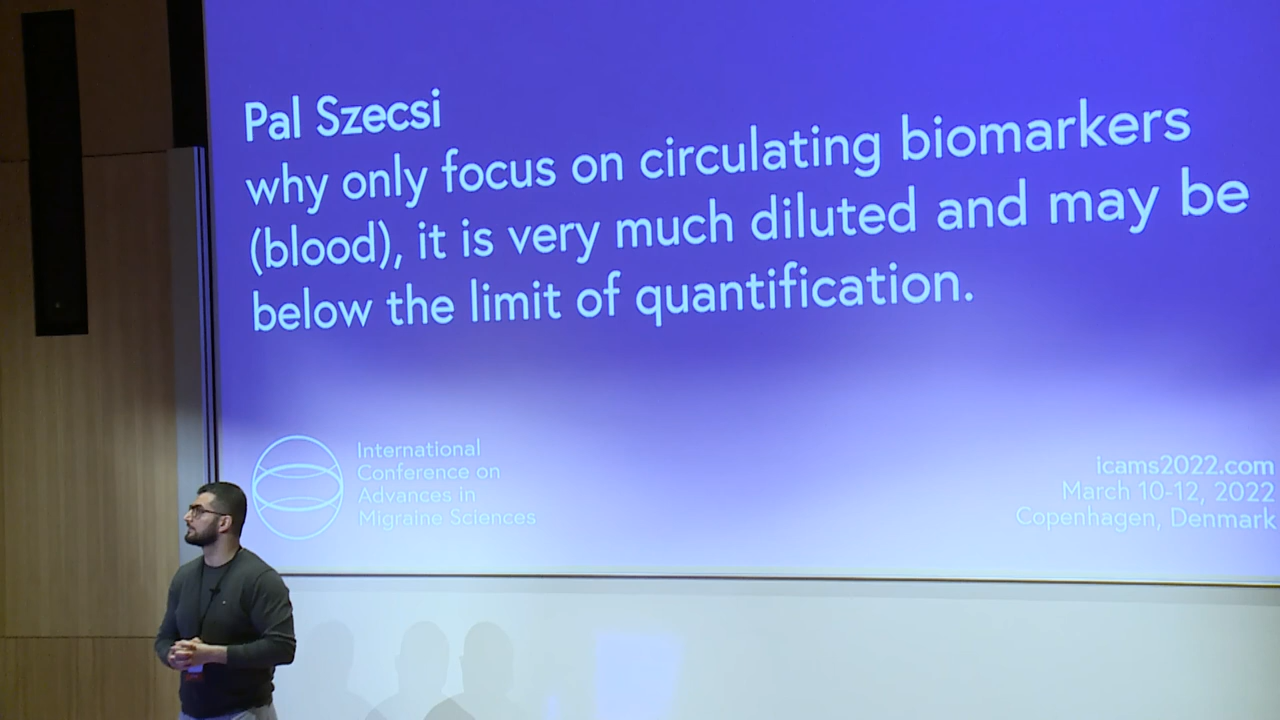 Pal Szecsi
why only focus on circulating biomarkers
(blood), it is very much diluted and may be
below the limit of quantification.
International
Conference on
Advances in
Migraine Sciences
icams2022.com
March 10-12, 2022
Copenhagen, Denmark